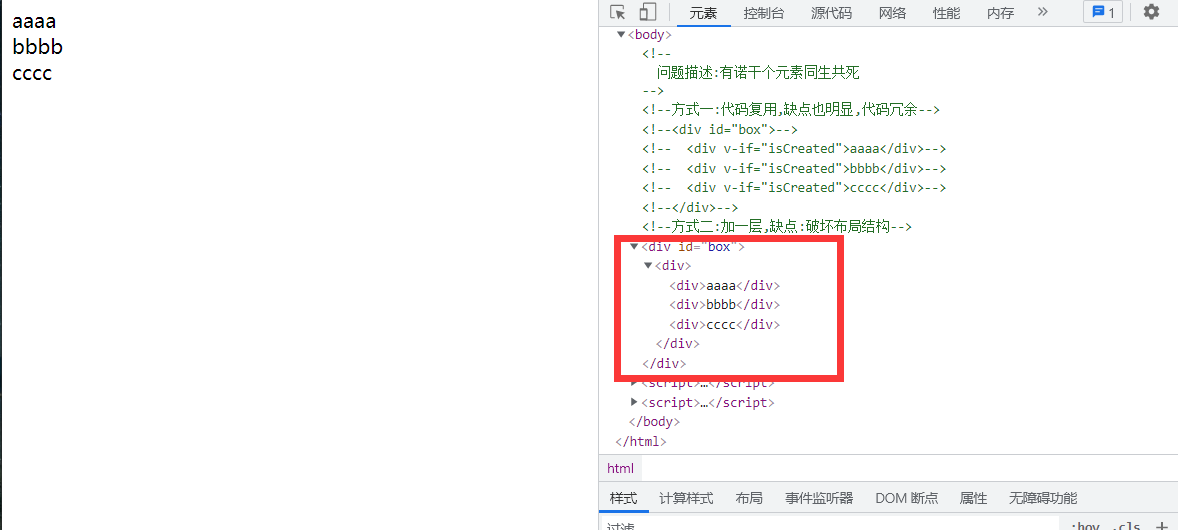 aaaa
bbbb
cccc
元素 控制台 源代码 网络 性能 内存 » 1
▼<body>
<!--
问题描述:有诺干个元素同生共死
-->
<!--方式一:代码复用,缺点也明显,代码冗余-->
<!--<div id="box">-->
<!--  <div v-if="isCreated">aaaa</div>-->
<!--  <div v-if="isCreated">bbbb</div>-->
<!--  <div v-if="isCreated">cccc</div>-->
<!--</div>-->
<!--方式二:加一层,缺点:破坏布局结构-->
▼<div id="box">
▼<div>
<div>aaaa</div>
<div>bbbb</div>
<div>cccc</div>
</div>
</div>
▶<script>…</script>
▶<script>…</script>
</body>
</html>
html
样式 计算样式 布局 事件监听器 DOM 断点 属性 无障碍功能
过滤 :hov .cls +